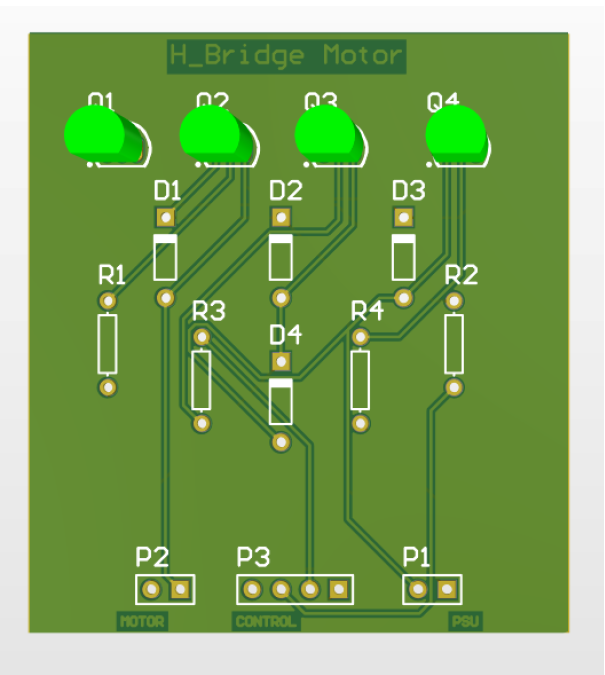 H_Bridge Motor
Q1 Q2 Q3 Q4
D1 D2 D3
R1 R2
R3 R4
D4
P2 P3 P1
MOTOR CONTROL PSU